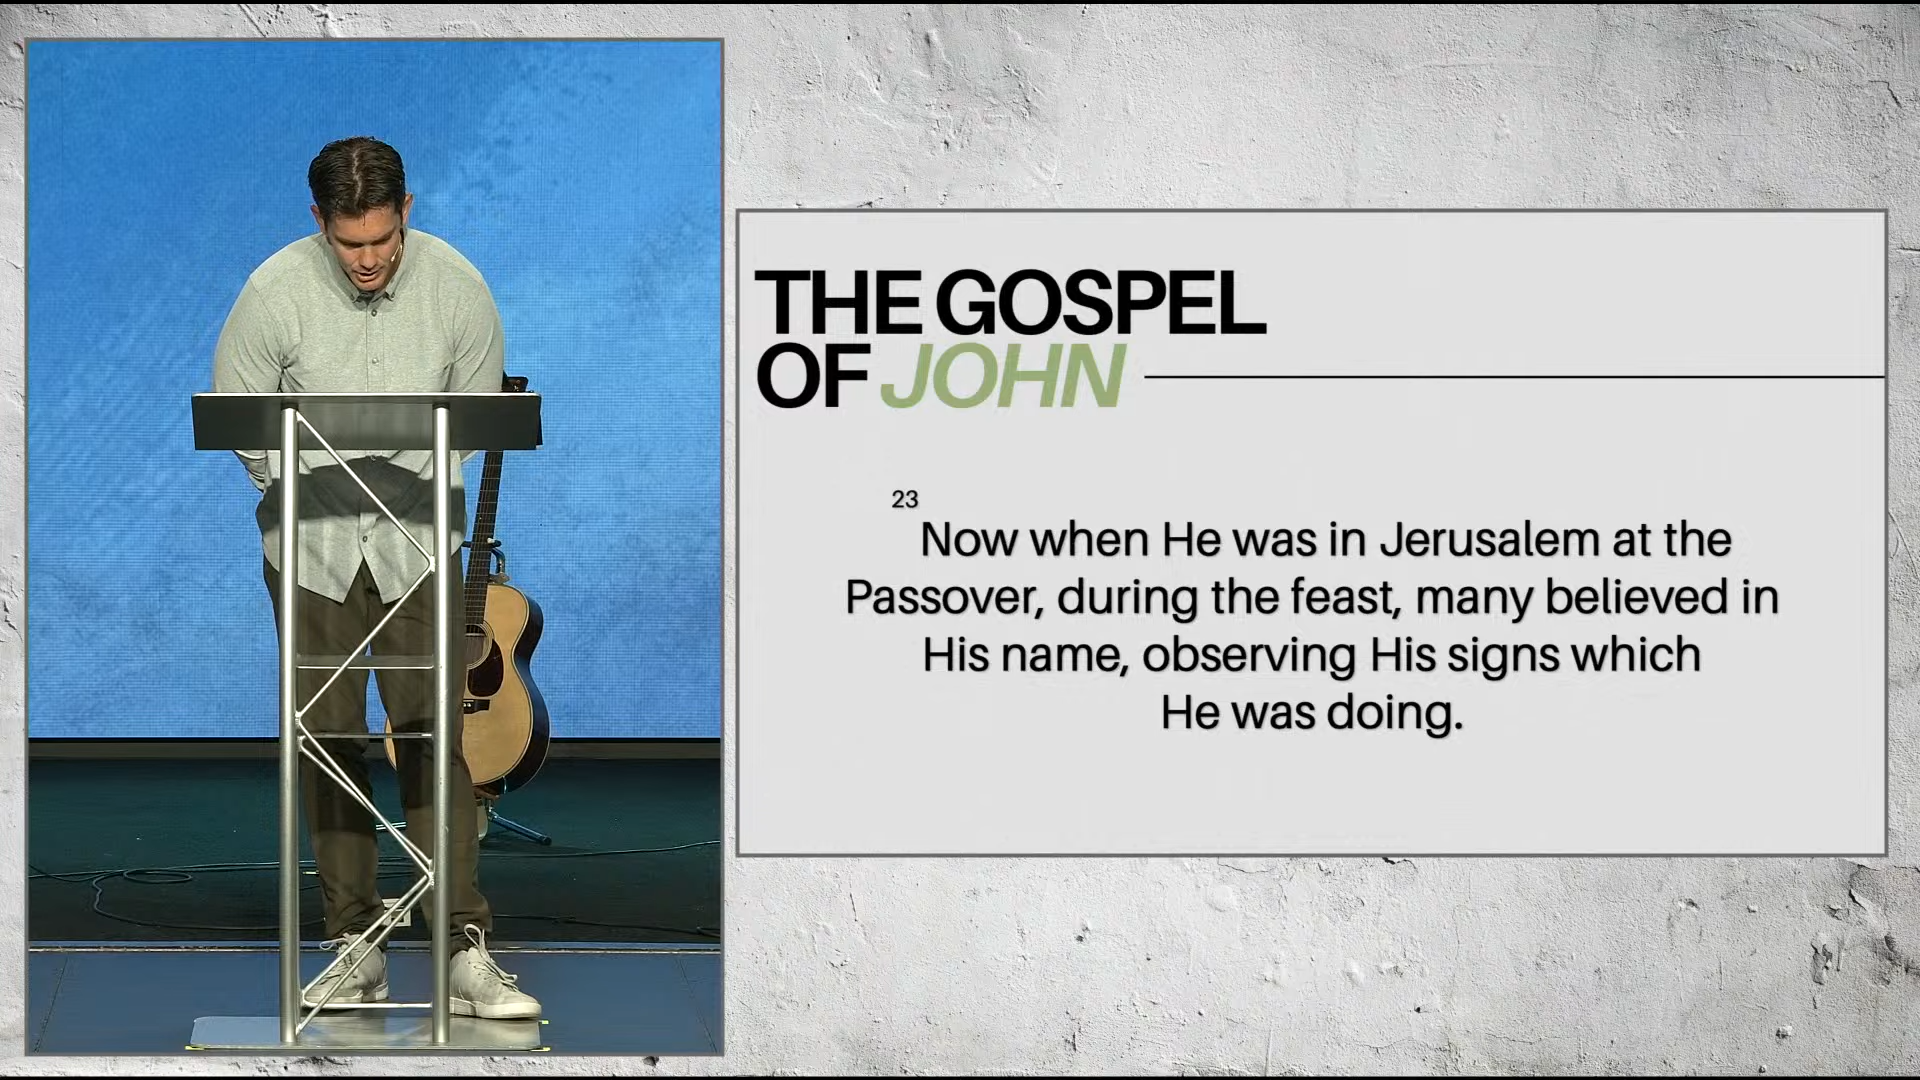 THE GOSPEL
OF JOHN
23
Now when He was in Jerusalem at the
Passover, during the feast, many believed in
His name, observing His signs which
He was doing.